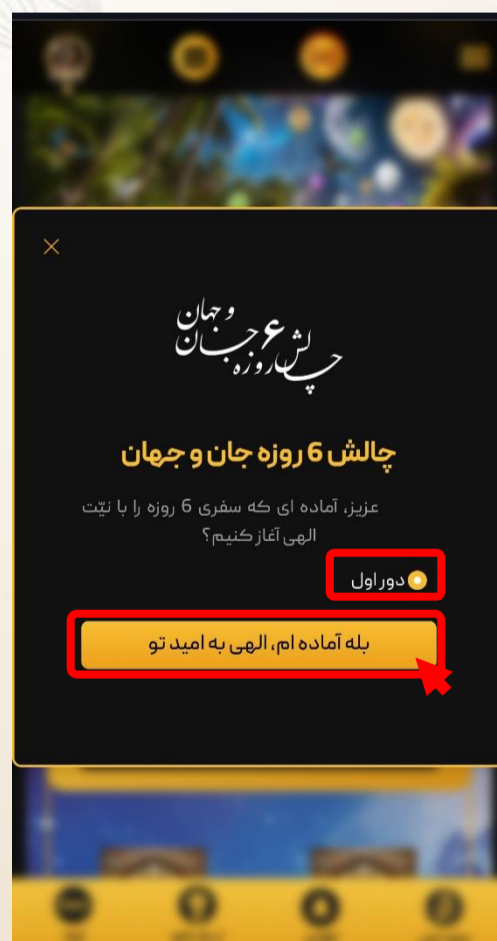 چالش ۶ روزه جان و جهان
چالش 6 روزه جان و جهان
عزیز، آماده ای که سفری 6 روزه را با نیّت
الهی آغاز کنیم؟
دور اول
بله آماده ام، الهی به امید تو